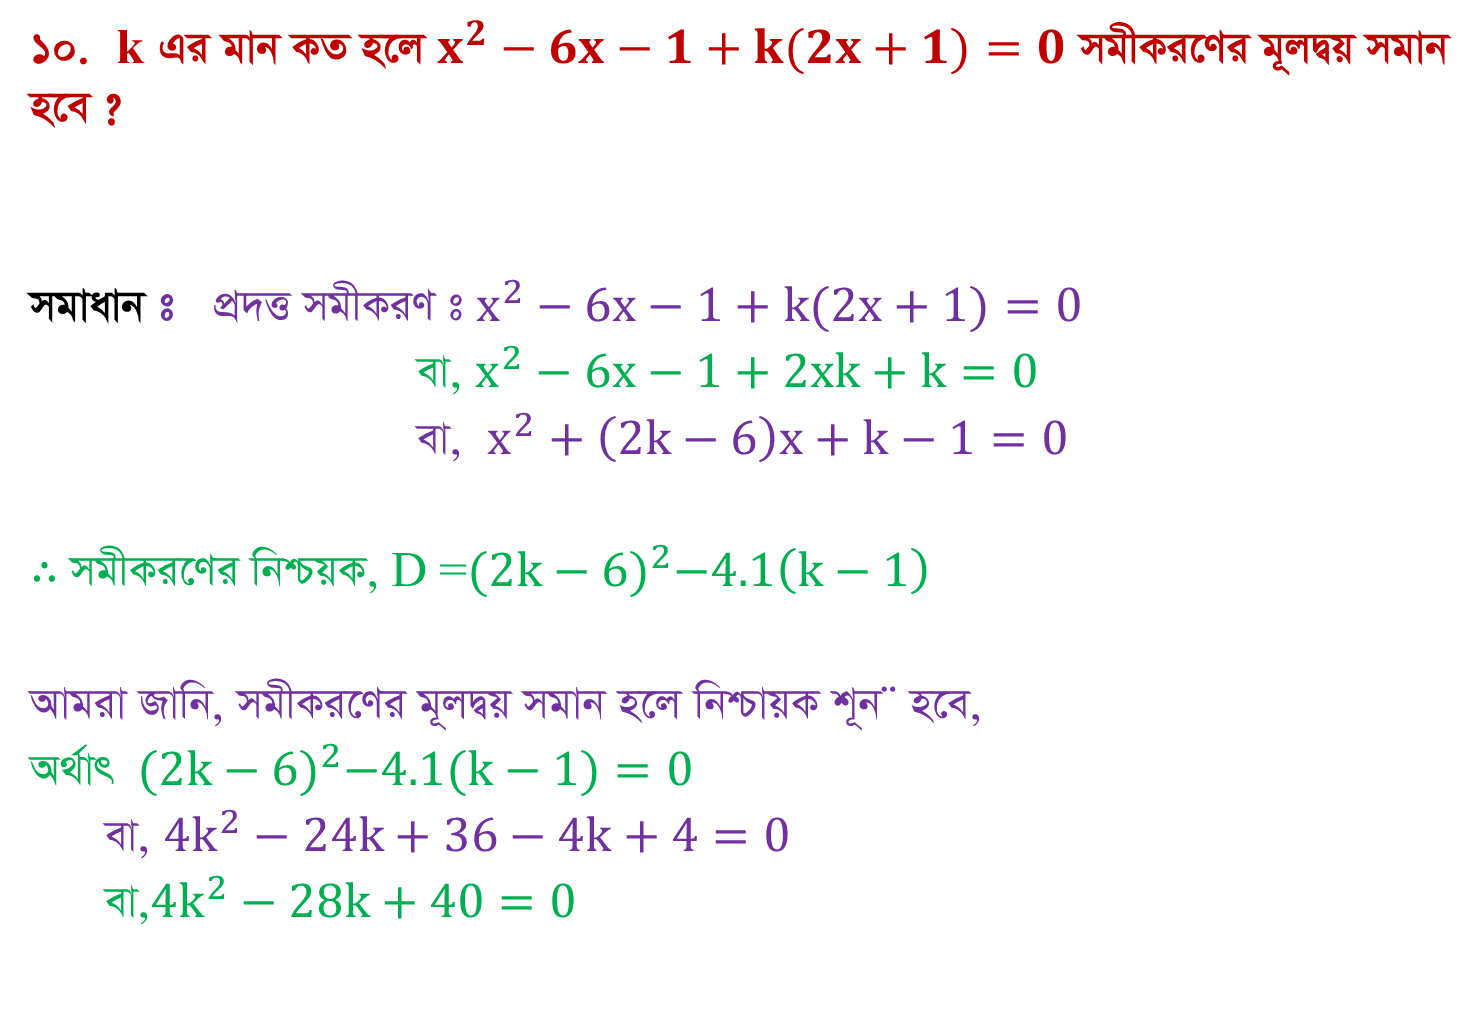 ১০. k এর মান কত হলে x² − 6x − 1 + k(2x + 1) = 0 সমীকরণের মূলদ্বয় সমান
হবে ?
সমাধান ঃ প্রদত্ত সমীকরণ ঃ x² − 6x − 1 + k(2x + 1) = 0
বা, x² − 6x − 1 + 2xk + k = 0
বা, x² + (2k − 6)x + k − 1 = 0
∴ সমীকরণের নিশ্চয়ক, D =(2k − 6)²−4.1(k − 1)
আমরা জানি, সমীকরণের মূলদ্বয় সমান হলে নিশ্চায়ক শূন¨ হবে,
অর্থাৎ (2k − 6)²−4.1(k − 1) = 0
বা, 4k² − 24k + 36 − 4k + 4 = 0
বা,4k² − 28k + 40 = 0